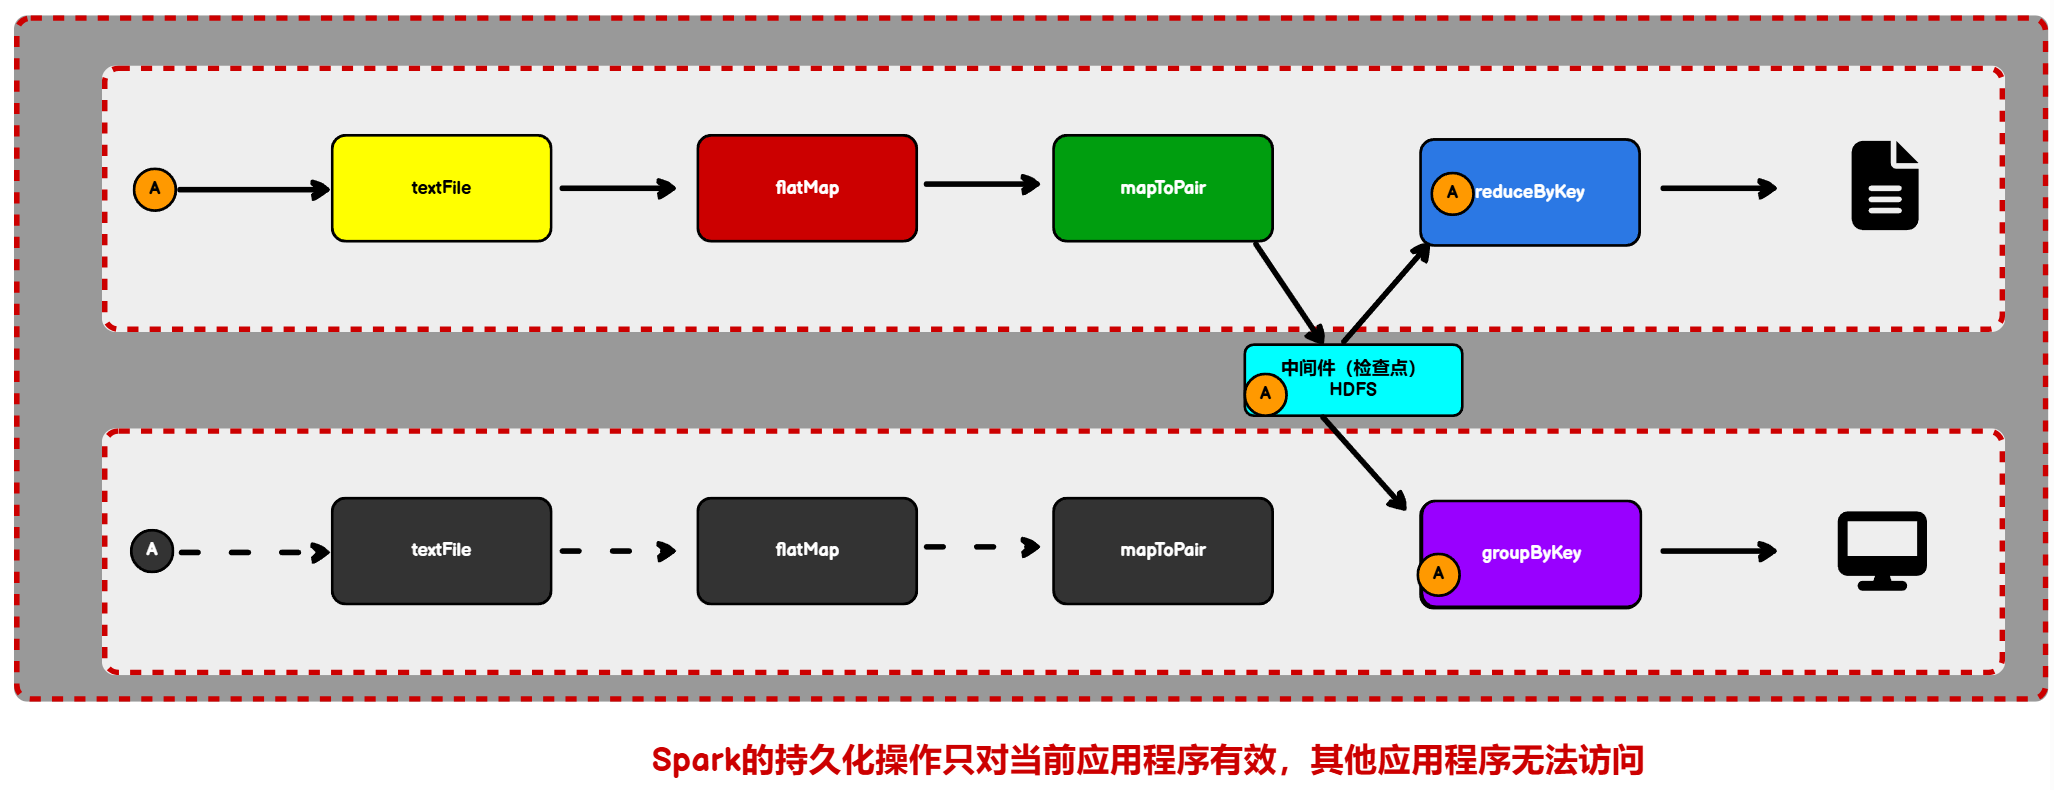 A
textFile
flatMap
mapToPair
A
reduceByKey
中间件（检查点）
HDFS
A
A
textFile
flatMap
mapToPair
groupByKey
A
Spark的持久化操作只对当前应用程序有效，其他应用程序无法访问